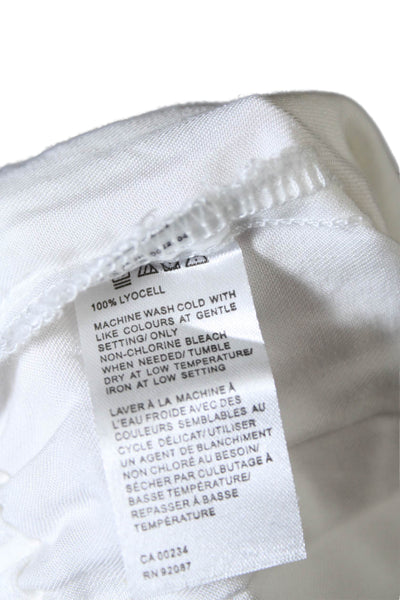 100% LYOCELL
MACHINE WASH COLD WITH
LIKE COLOURS AT GENTLE
SETTING/ ONLY
NON-CHLORINE BLEACH
WHEN NEEDED/ TUMBLE
DRY AT LOW TEMPERATURE/
IRON AT LOW SETTING
LAVER À LA MACHINE À
L'EAU FROIDE AVEC DES
COULEURS SEMBLABLES AU
CYCLE DÉLICAT/ UTILISER
UN AGENT DE BLANCHIMENT
NON CHLORÉ AU BESOIN/
SÉCHER PAR CULBUTAGE À
BASSE TEMPÉRATURE/
REPASSER À BASSE
TEMPÉRATURE
CA 00234
RN 92087